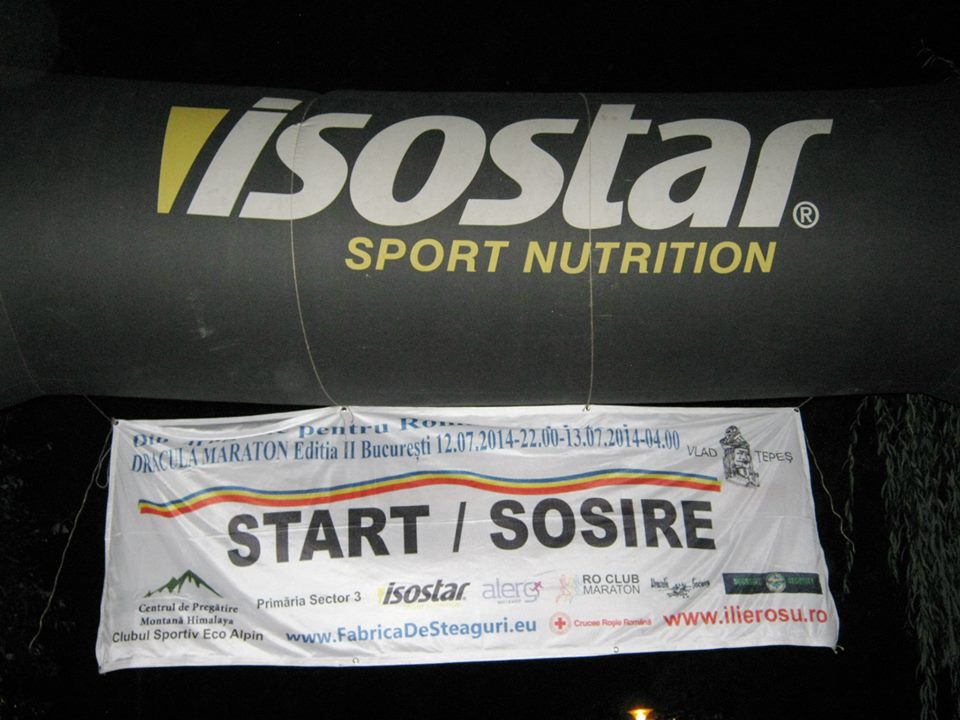 isostar®
SPORT NUTRITION
pentru
DRACULA MARATON Editia II București 12.07.2014-22.00-13.07.2014-04.00
VLAD ȚEPEȘ
START / SOSIRE
Centrul de Pregătire
Montană Himalaya
Clubul Sportiv Eco Alpin
Primăria Sector 3
isostar
alerg
RO CLUB
MARATON
www.FabricaDeSteaguri.eu
Crucea Roșie Română
www.ilierosu.ro